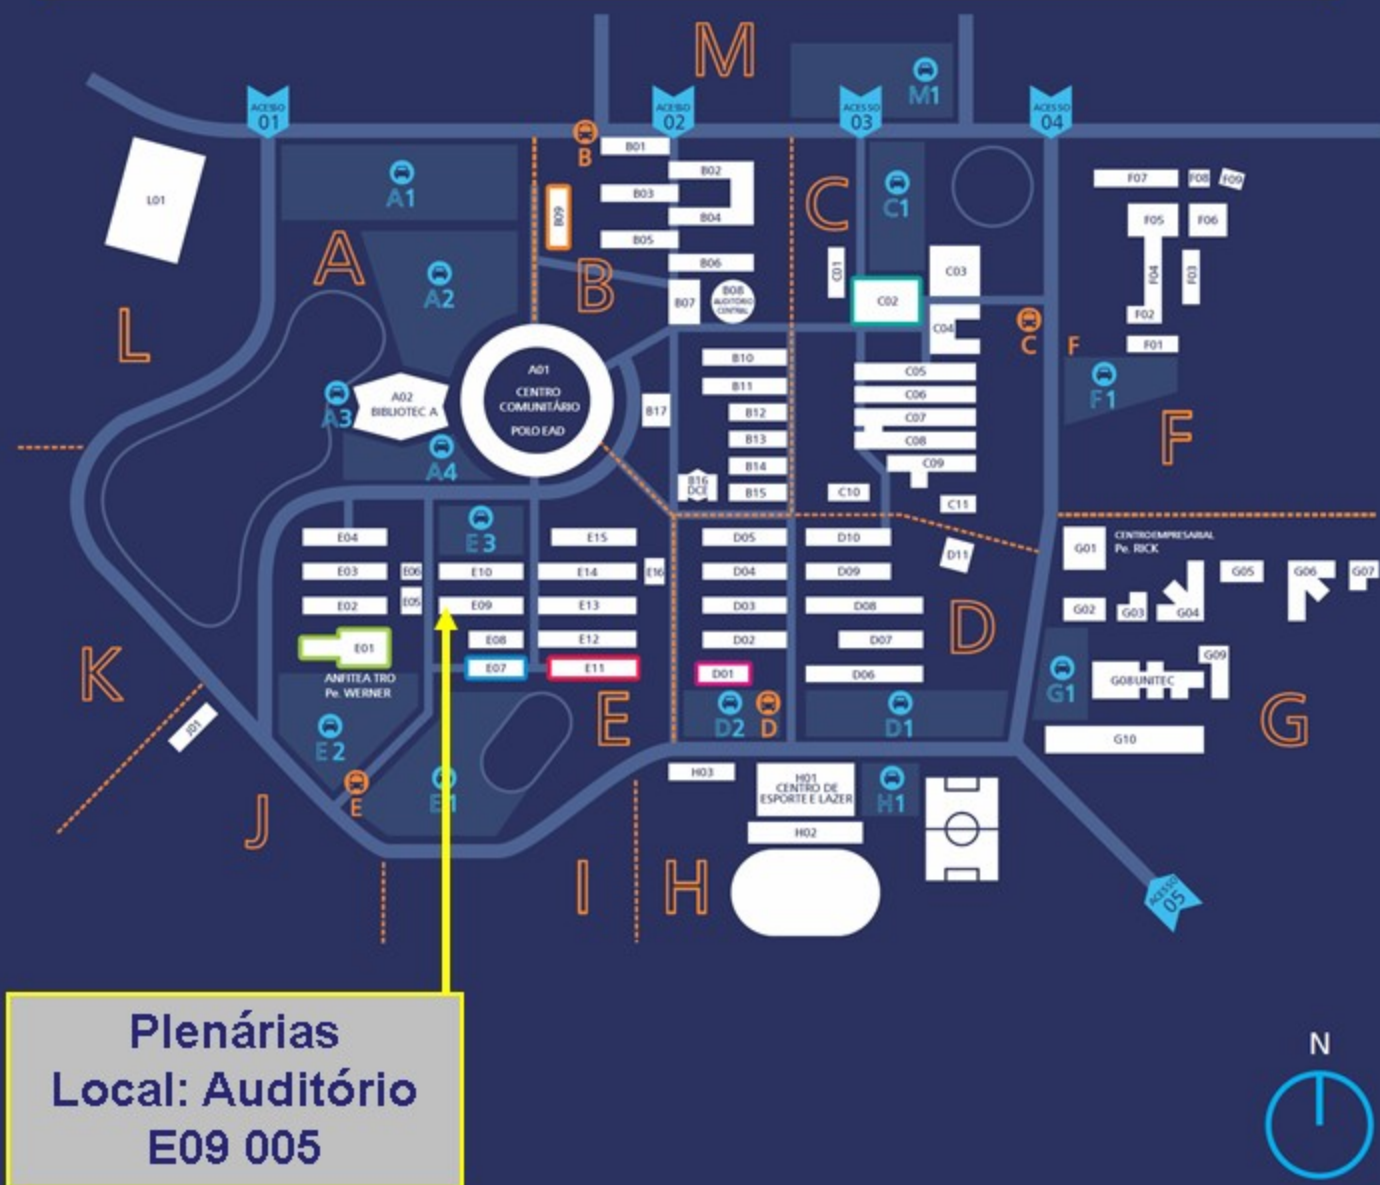 M
M1
ACESSO
01
ACESSO
02
ACESSO
03
ACESSO
04
B
B01
B02
B03
B04
B05
B06
B07
B08
AUDITÓRIO
CENTRAL
B09
B
L01
A1
A
A2
L
A3
A02
BIBLIOTEC A
A4
A01
CENTRO
COMUNITÁRIO
POLO EAD
C
C1
C01
C02
C03
C04
C
F
F07
F08
F09
F05
F06
F04
F03
F02
F01
F1
F
B10
B11
B12
B13
B14
B15
B16
DCE
B17
C05
C06
C07
C08
C09
C10
C11
E04
E03
E02
E06
E05
E3
E10
E09
E08
E07
E15
E14
E13
E12
E11
E16
E01
ANFITEA TRO
Pe. WERNER
E2
E
E1
E
D05
D04
D03
D02
D01
D2
D
D10
D09
D08
D07
D06
D11
D
D1
G01
CENTROEMPRESARIAL
Pe. RICK
G02
G03
G04
G05
G06
G07
G1
G08UNITEC
G09
G10
G
K
J01
J
I
H
H03
H01
CENTRO DE
ESPORTE E LAZER
H02
H1
ACESSO
05
Plenárias
Local: Auditório
E09 005
N